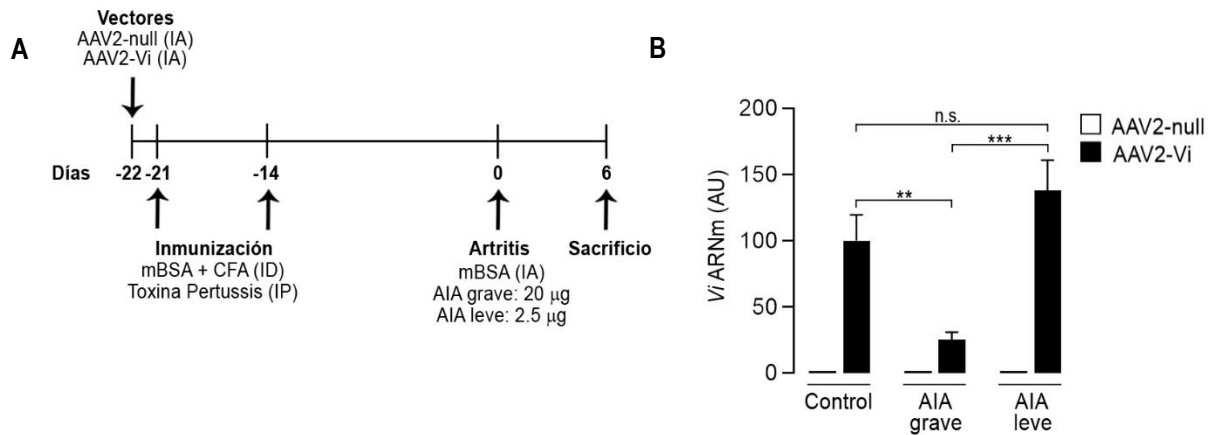 A
Vectores
AAV2-null (IA)
AAV2-Vi (IA)
Días
-22 -21 -14 0 6
Inmunización
mBSA + CFA (ID)
Toxina Pertussis (IP)
Artritis
mBSA (IA)
AIA grave: 20 μg
AIA leve: 2.5 μg
Sacrificio
B
Vi ARNm (AU)
200
150
100
50
0
n.s.
***
**
AAV2-null
AAV2-Vi
Control
AIA
grave
AIA
leve